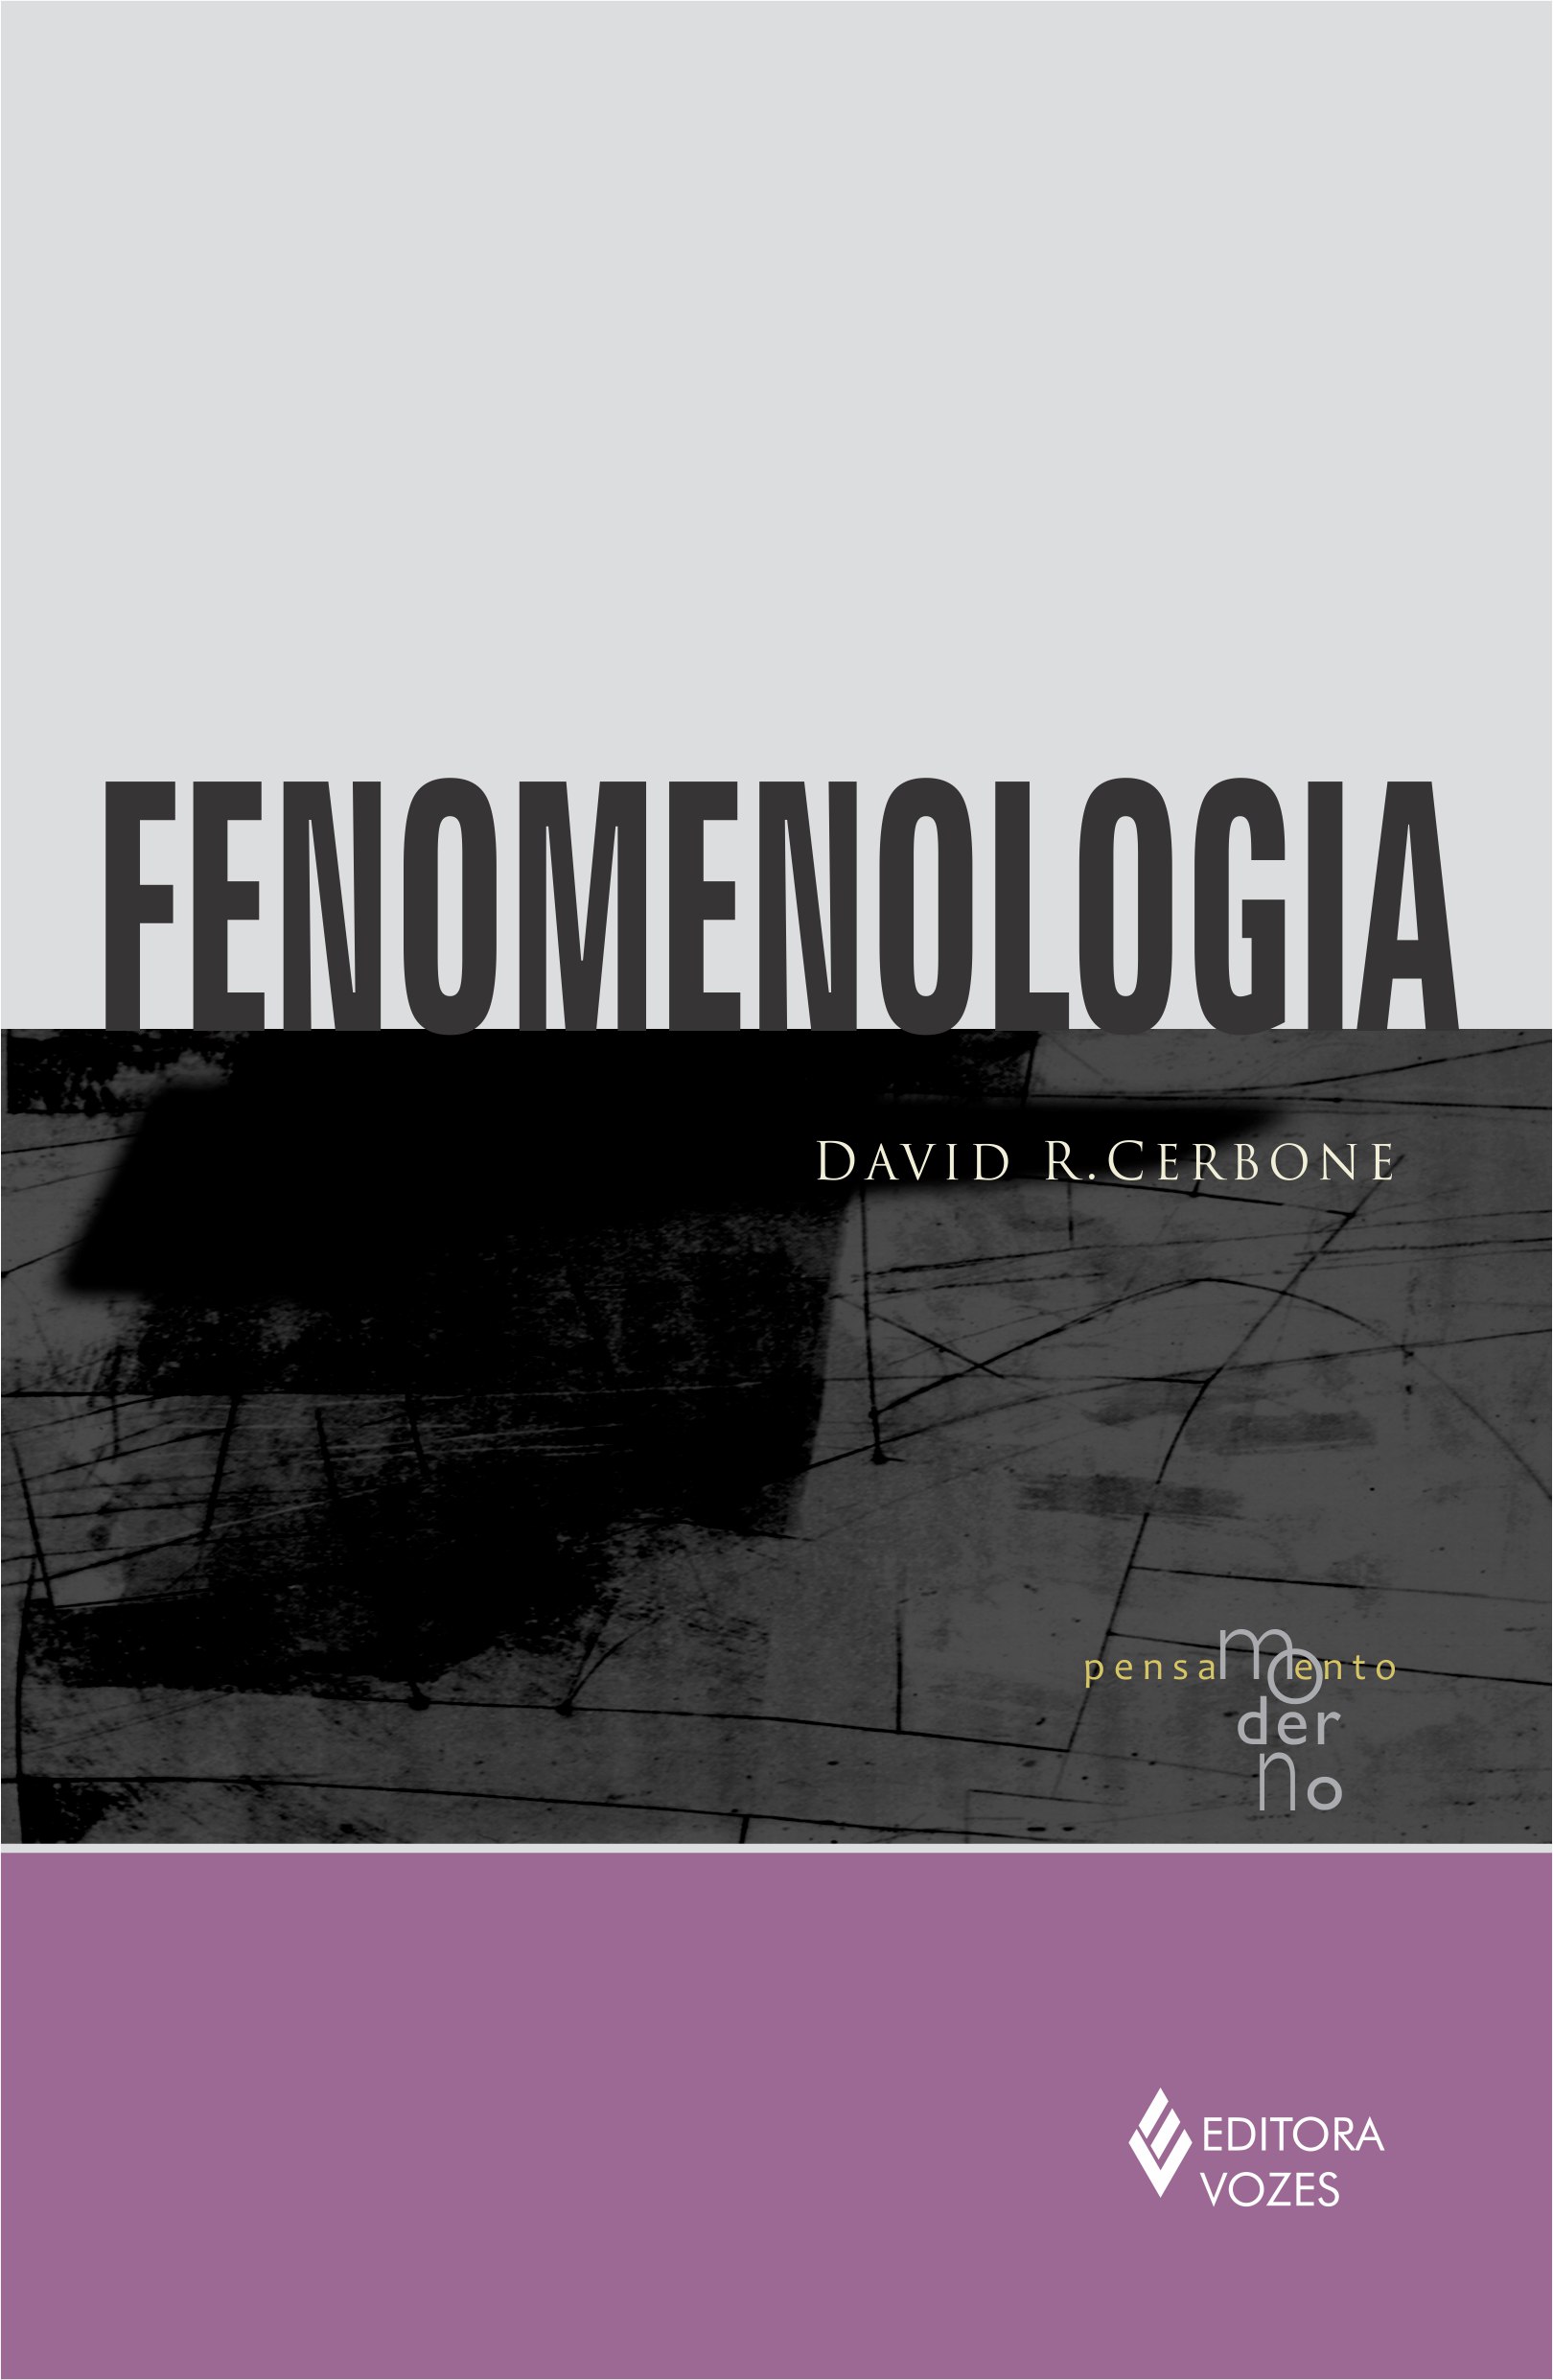 FENOMENOLOGIA
DAVID R. CERBONE
pensamento
moderno
EDITORA
VOZES